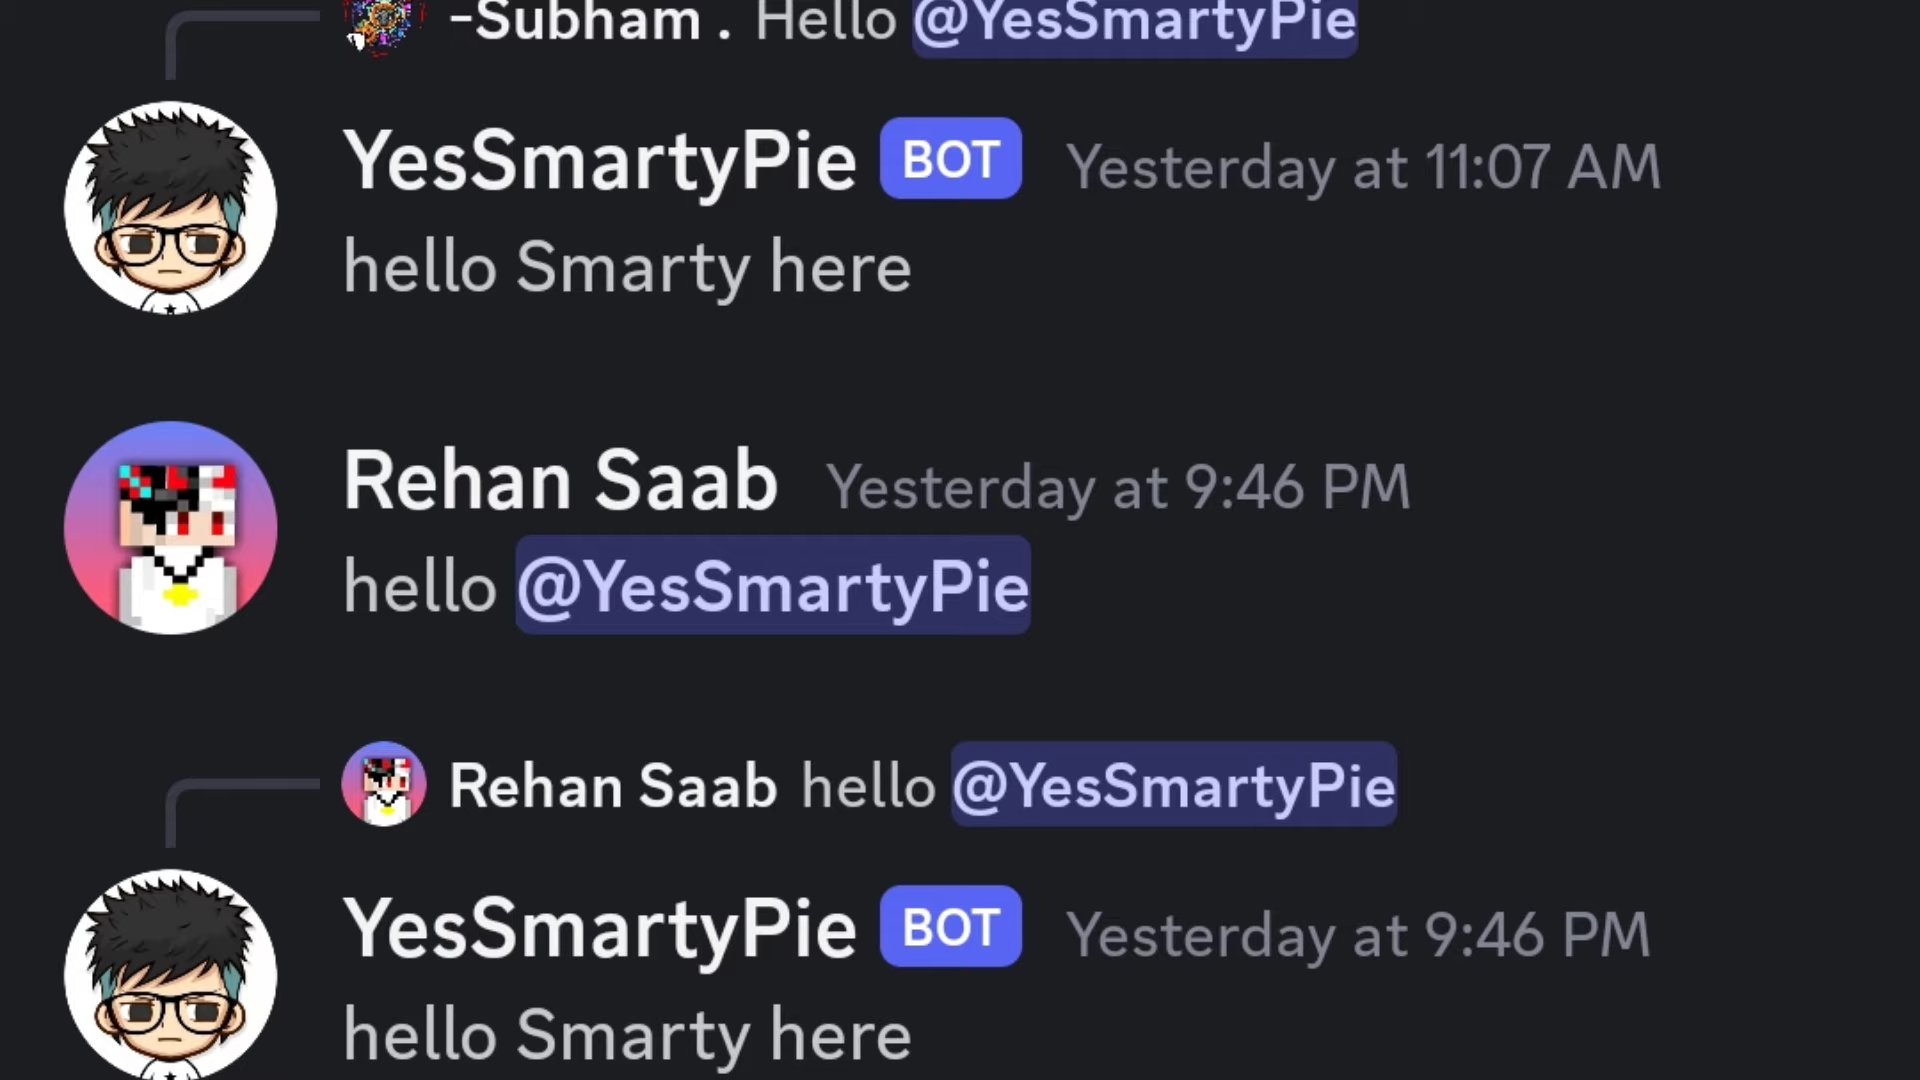 -Subham . Hello @YesSmartyPie
YesSmartyPie BOT Yesterday at 11:07 AM
hello Smarty here
Rehan Saab Yesterday at 9:46 PM
hello @YesSmartyPie
Rehan Saab hello @YesSmartyPie
YesSmartyPie BOT Yesterday at 9:46 PM
hello Smarty here